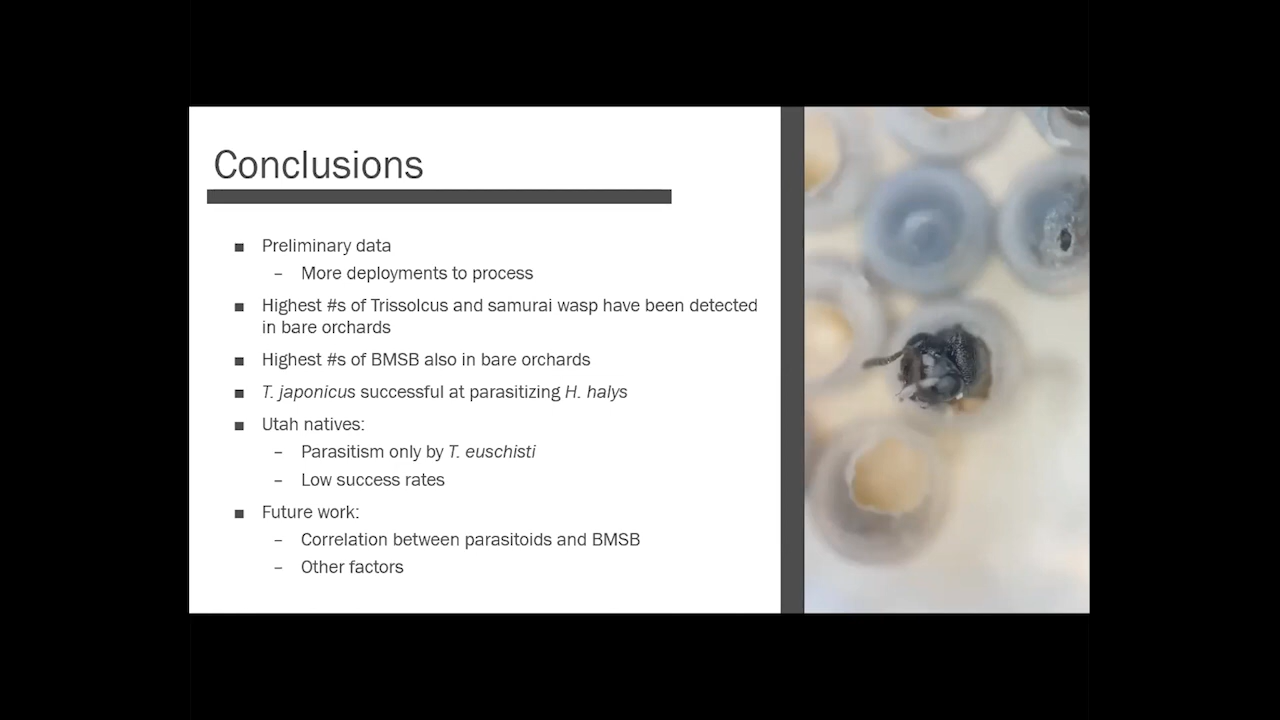 Conclusions
■ Preliminary data
– More deployments to process
■ Highest #s of Trissolcus and samurai wasp have been detected
in bare orchards
■ Highest #s of BMSB also in bare orchards
■ T. japonicus successful at parasitizing H. halys
■ Utah natives:
– Parasitism only by T. euschisti
– Low success rates
■ Future work:
– Correlation between parasitoids and BMSB
– Other factors